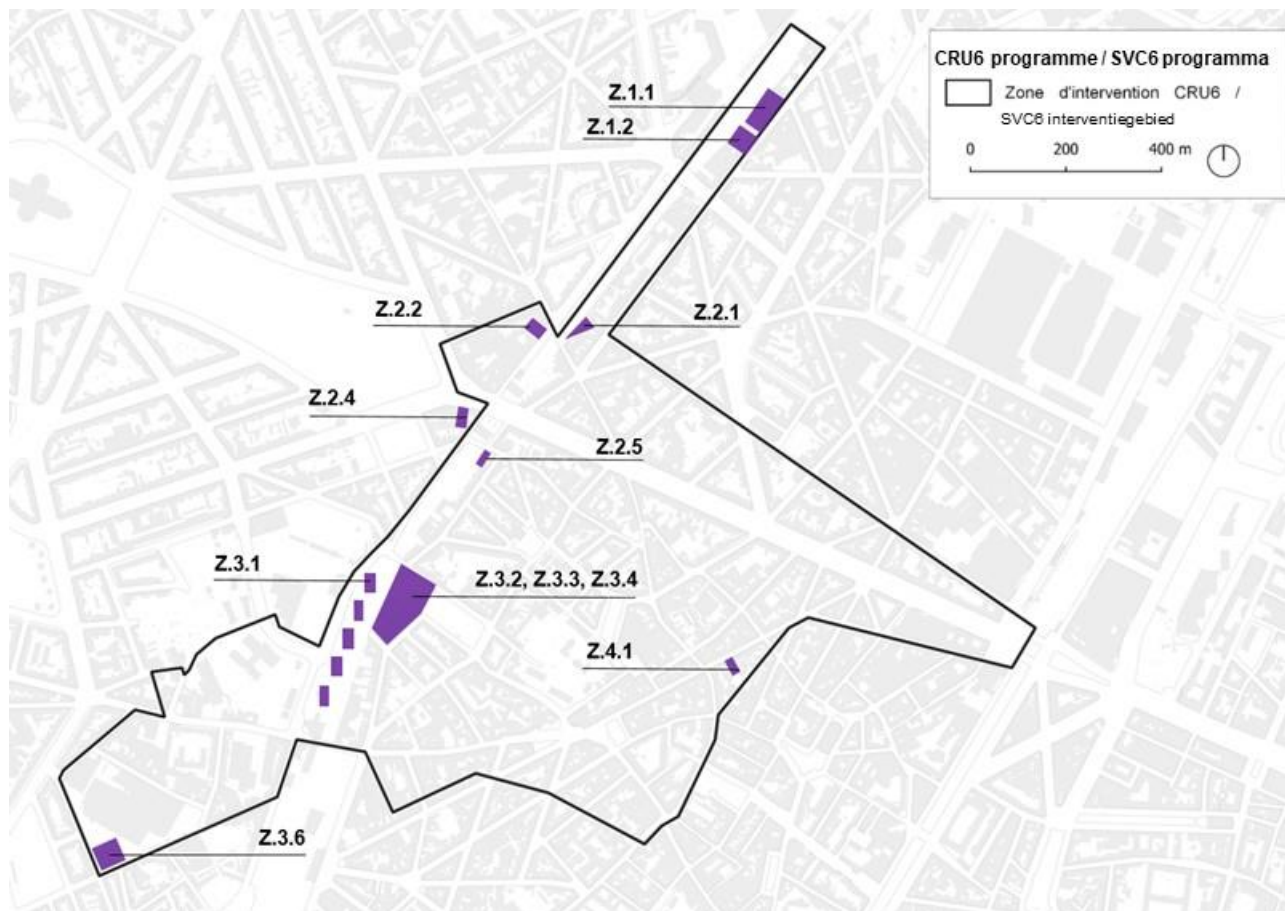 CRU6 programme / SVC6 programma
Zone d'intervention CRU6 /
SVC6 interventiegebied
0 200 400 m
Z.1.1
Z.1.2
Z.2.2
Z.2.1
Z.2.4
Z.2.5
Z.3.1
Z.3.2, Z.3.3, Z.3.4
Z.4.1
Z.3.6